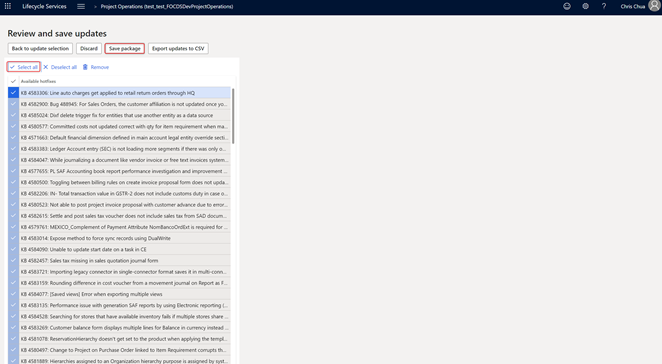 Lifecycle Services
Project Operations (test_test_FOCDSDevProjectOperations)
Chris Chua
Review and save updates
Back to update selection
Discard
Save package
Export updates to CSV
Select all
Deselect all
Remove
Available hotfixes
KB 4583306: Line auto charges get applied to retail return orders through HQ
KB 4582900: Bug 488945: For Sales Orders, the customer affiliation is not updated once yo...
KB 4585024: Dixf delete trigger fix for entities that use another entity as a data source
KB 4580577: Committed costs not updated correct with qty for item requirement when ma...
KB 4571663: Default financial dimension defined in main account legal entity override secti...
KB 4583383: Ledger Account entry (SEC) is not loading more segments if there was only o...
KB 4584047: While journalizing a document like vendor invoice or free text invoices system...
KB 4577655: PL SAF Accounting book report performance investigation and improvement ...
KB 4580500: Toggling between billing rules on create invoice proposal form does not upda...
KB 4582206: IN- Total transaction value in GSTR-2 does not include customs duty in case o...
KB 4580523: Not able to post project invoice proposal with customer advance due to error...
KB 4582615: Settle and post sales tax voucher does not include sales tax from SAD docum...
KB 4579761: MEXICO_Complement of Payment Attribute NomBancoOrdExt is required for ...
KB 4583014: Expose method to force sync records using DualWrite
KB 4584090: Unable to update start date on a task in CE
KB 4582457: Sales tax missing in sales quotation journal form
KB 4583721: Importing legacy connector in single-connector format saves it in multi-conn...
KB 4583159: Rounding difference in cost voucher from a movement journal on Report as F...
KB 4584077: [Saved views] Error when exporting multiple views
KB 4583135: Performance issue with generation SAF reports by using Electronic reporting (...
KB 4584528: Searching for stores that have available inventory fails if multiple stores share ...
KB 4583269: Customer balance form displays multiple lines for Balance in currency instead ...
KB 4581078: ReservationHierarchy doesn't get set to the product when applying the templ...
KB 4580497: Change to Project on Purchase Order linked to Item Requirement corrupts th...
KB 4581889: Hierarchies assigned to an Organization hierarchy purpose is assigned by syst...